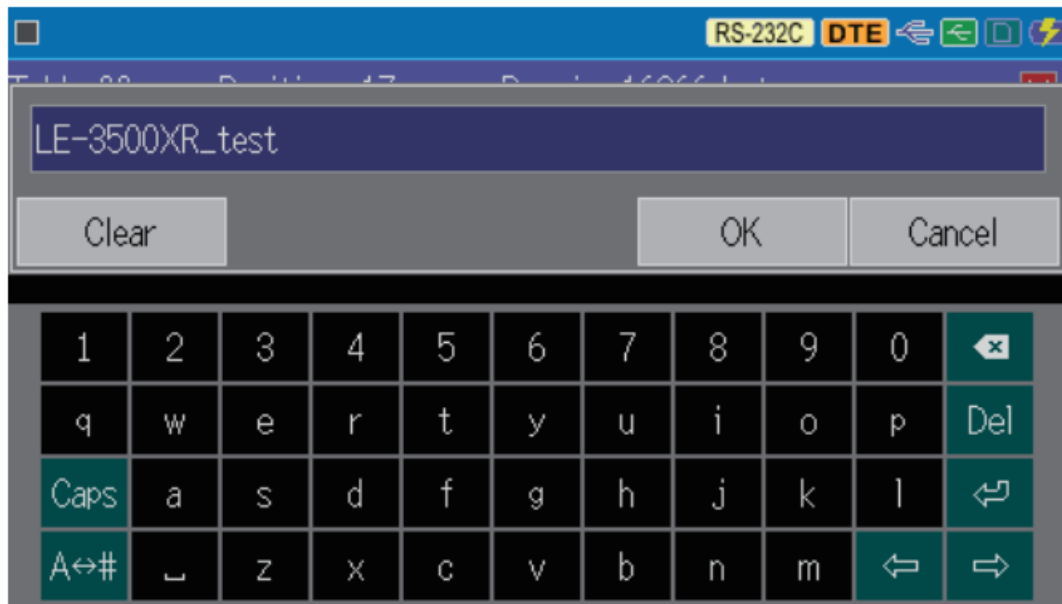 RS-232C DTE
LE-3500XR_test
Clear OK Cancel
1 2 3 4 5 6 7 8 9 0
q w e r t y u i o p Del
Caps a s d f g h j k l
A⇔# z x c v b n m